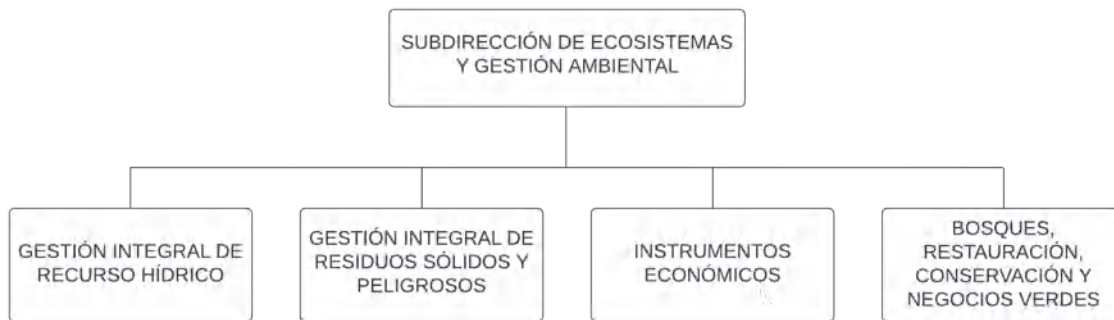 SUBDIRECCIÓN DE ECOSISTEMAS
Y GESTIÓN AMBIENTAL
GESTIÓN INTEGRAL DE
RECURSO HÍDRICO
GESTIÓN INTEGRAL DE
RESIDUOS SÓLIDOS Y
PELIGROSOS
INSTRUMENTOS
ECONÓMICOS
BOSQUES,
RESTAURACIÓN,
CONSERVACIÓN Y
NEGOCIOS VERDES